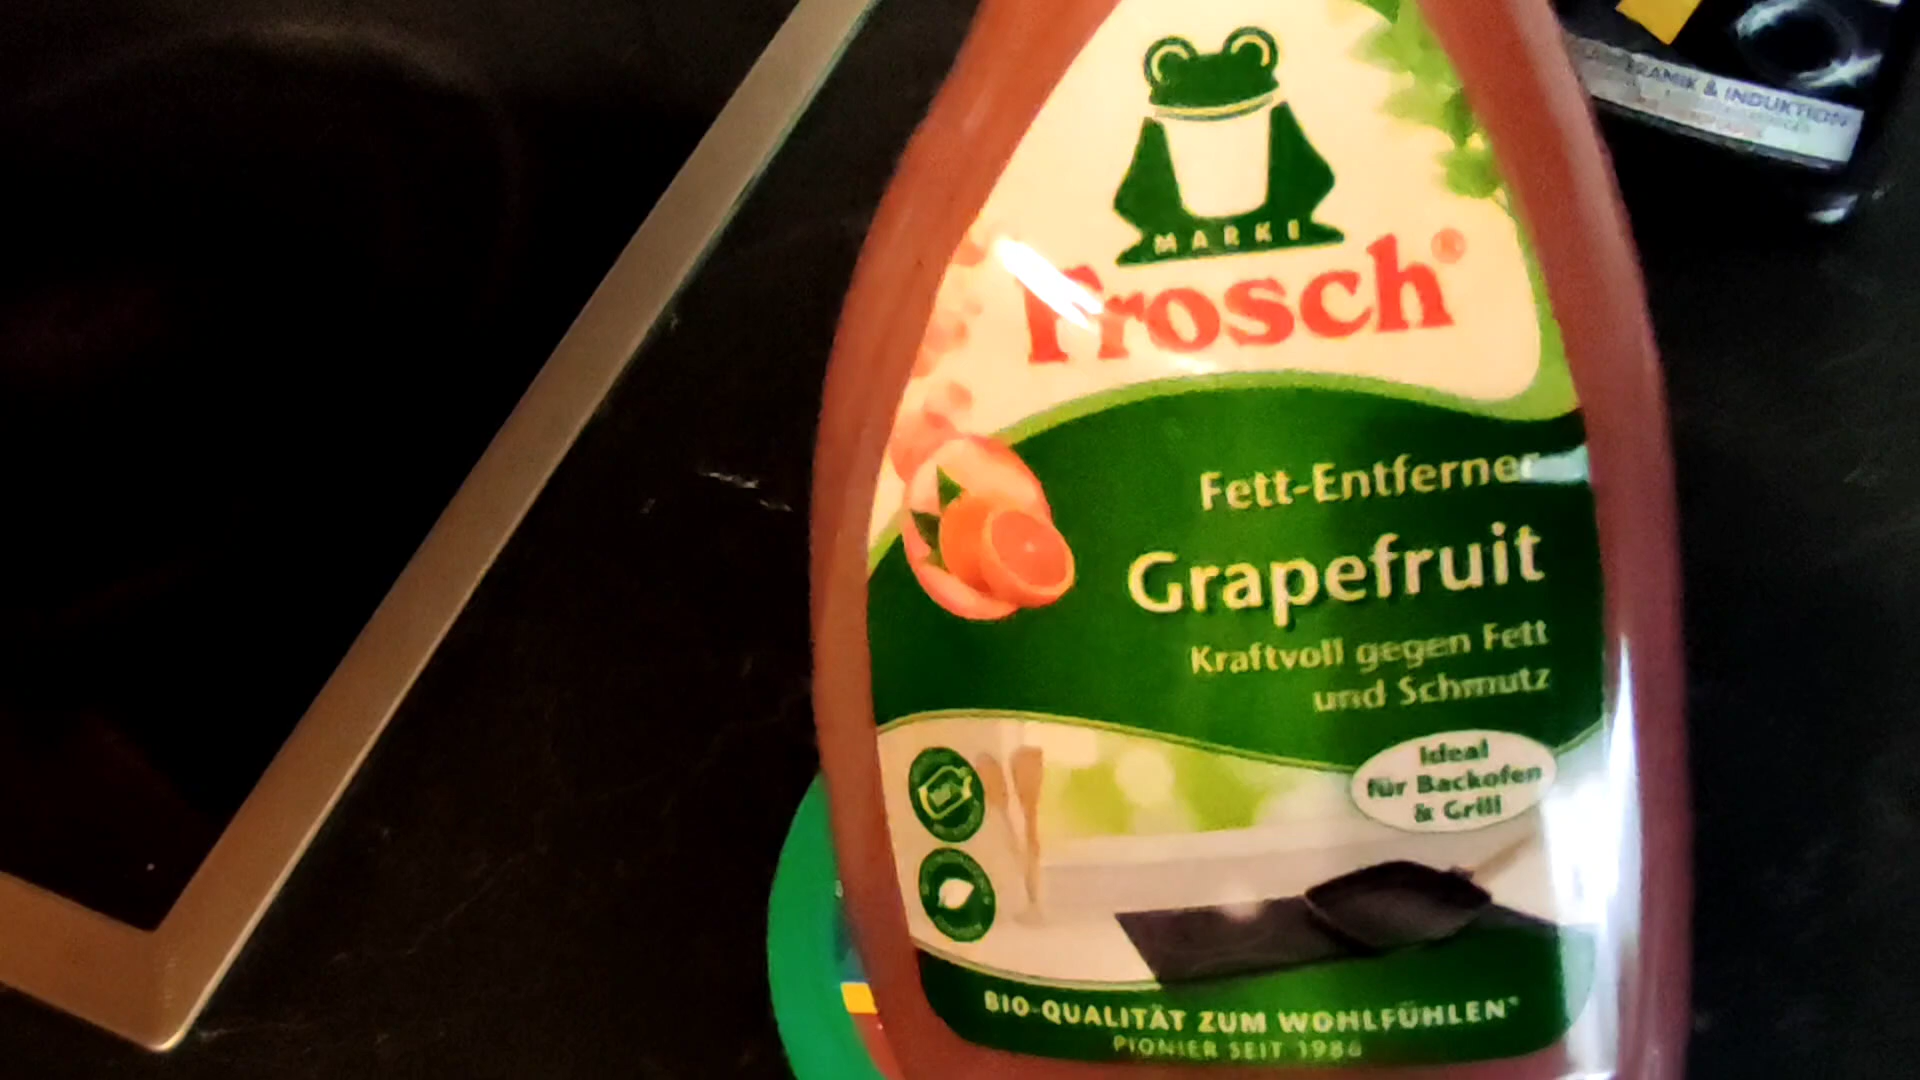 MARKE
Frosch®
Fett-Entferner
Grapefruit
Kraftvoll gegen Fett
und Schmutz
Ideal
für Backofen
& Grill
BIO-QUALITÄT ZUM WOHLFÜHLEN*
PIONIER SEIT 1986
& INDUKTION